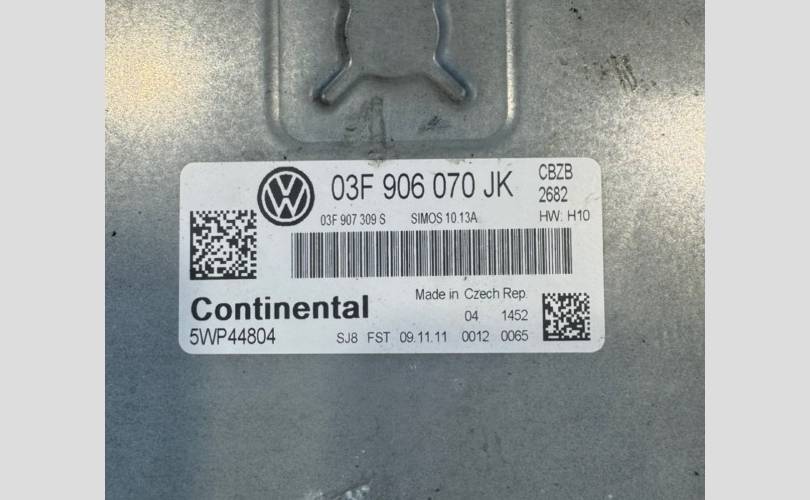 VW
03F 906 070 JK
CBZB
2682
03F 907 309 S SIMOS 10.13A
HW: H10
Continental
5WP44804
Made in Czech Rep.
04 1452
SJ8 FST 09.11.11 0012 0065